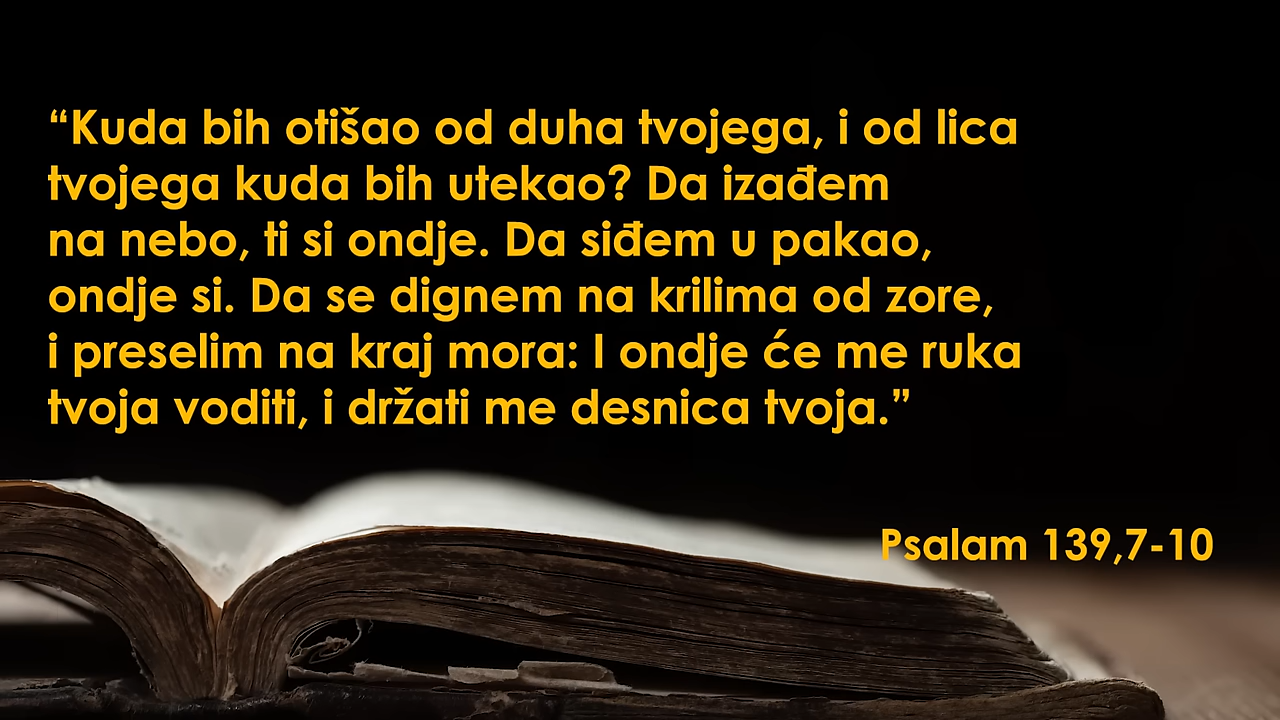 “Kuda bih otišao od duha tvojega, i od lica
tvojega kuda bih utekao? Da izađem
na nebo, ti si ondje. Da siđem u pakao,
ondje si. Da se dignem na krilima od zore,
i preselim na kraj mora: I ondje će me ruka
tvoja voditi, i držati me desnica tvoja.”
Psalam 139,7-10